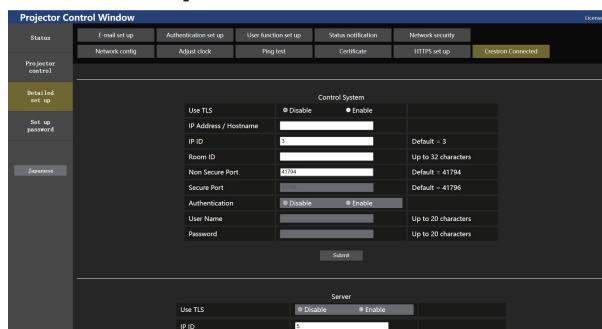 Projector Control Window
License
Status
E-mail set up
Authentication set up
User function set up
Status notification
Network security
Network config
Adjust clock
Ping test
Certificate
HTTPS set up
Crestron Connected
Projector
control
Detailed
set up
Set up
password
Japanese
Control System
Use TLS Disable Enable
IP Address / Hostname
IP ID 3 Default = 3
Room ID Up to 32 characters
Non Secure Port 41794 Default = 41794
Secure Port Default = 41796
Authentication Disable Enable
User Name Up to 20 characters
Password Up to 20 characters
Submit
Server
Use TLS Disable Enable
IP ID 5